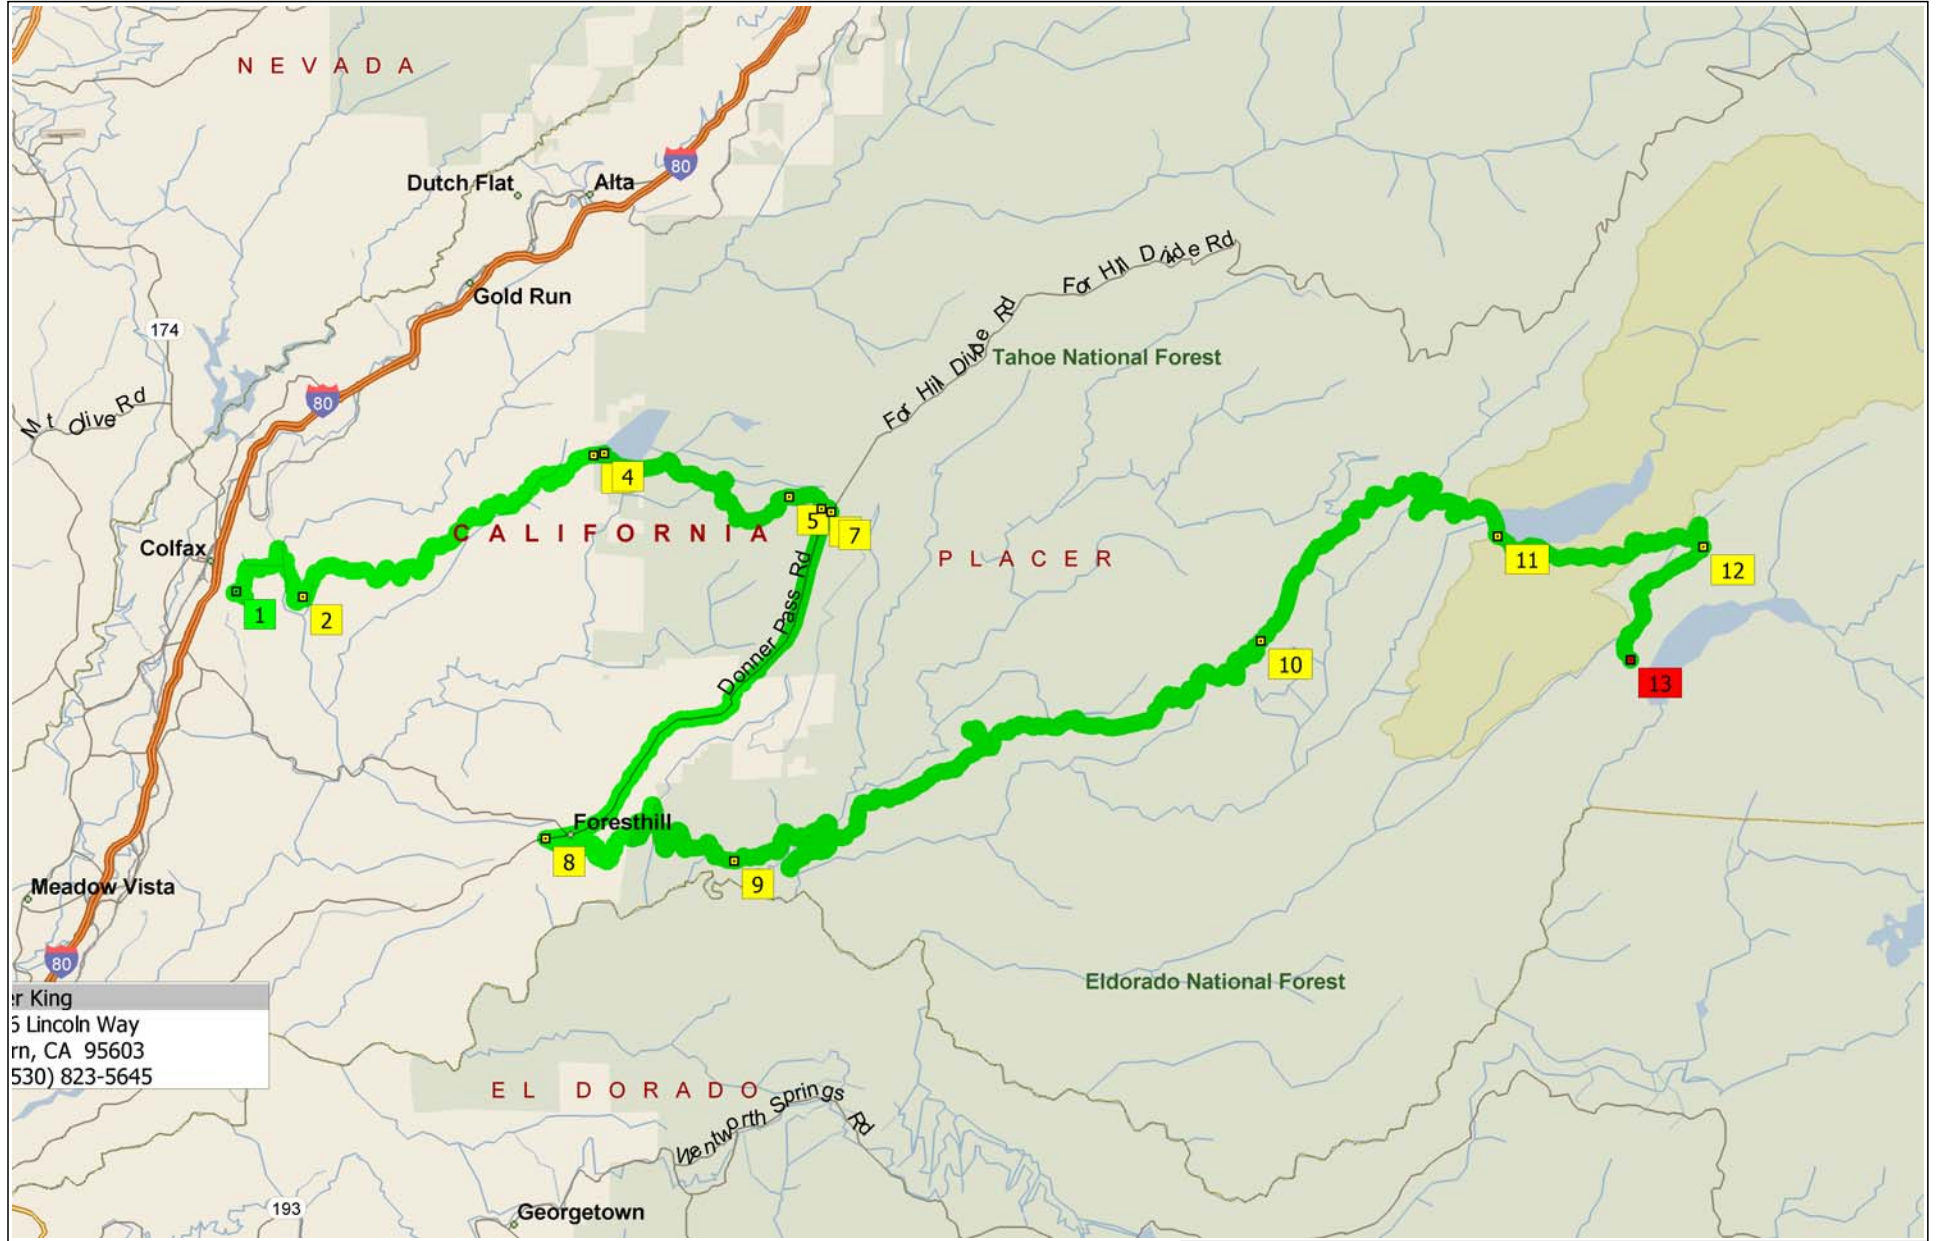 NEVADA
80
Dutch Flat
Alta
For Hill Divide Rd
Gold Run
For Hill Divide Rd
174
Tahoe National Forest
Mt Olive Rd
80
4
CALIFORNIA
5
7
Colfax
PLACER
11
12
1
2
Donner Pass Rd
10
13
Foresthill
8
9
Meadow Vista
80
Eldorado National Forest
er King
6 Lincoln Way
rn, CA 95603
530) 823-5645
EL DORADO
Wentworth Springs Rd
193
Georgetown